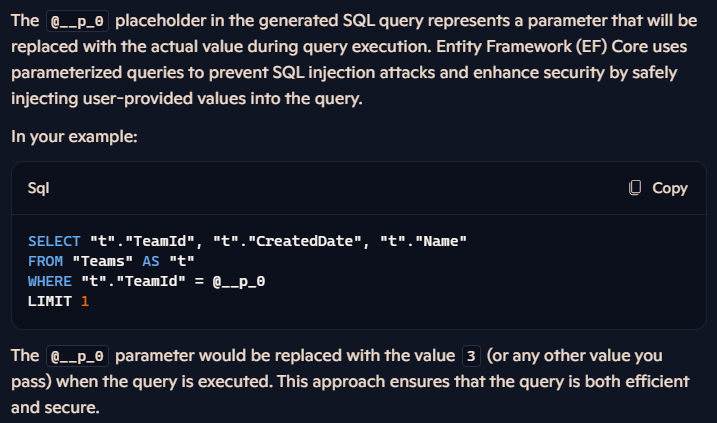 The @__p_0 placeholder in the generated SQL query represents a parameter that will be
replaced with the actual value during query execution. Entity Framework (EF) Core uses
parameterized queries to prevent SQL injection attacks and enhance security by safely
injecting user-provided values into the query.
In your example:
Sql Copy
SELECT "t"."TeamId", "t"."CreatedDate", "t"."Name"
FROM "Teams" AS "t"
WHERE "t"."TeamId" = @__p_0
LIMIT 1
The @__p_0 parameter would be replaced with the value 3 (or any other value you
pass) when the query is executed. This approach ensures that the query is both efficient
and secure.